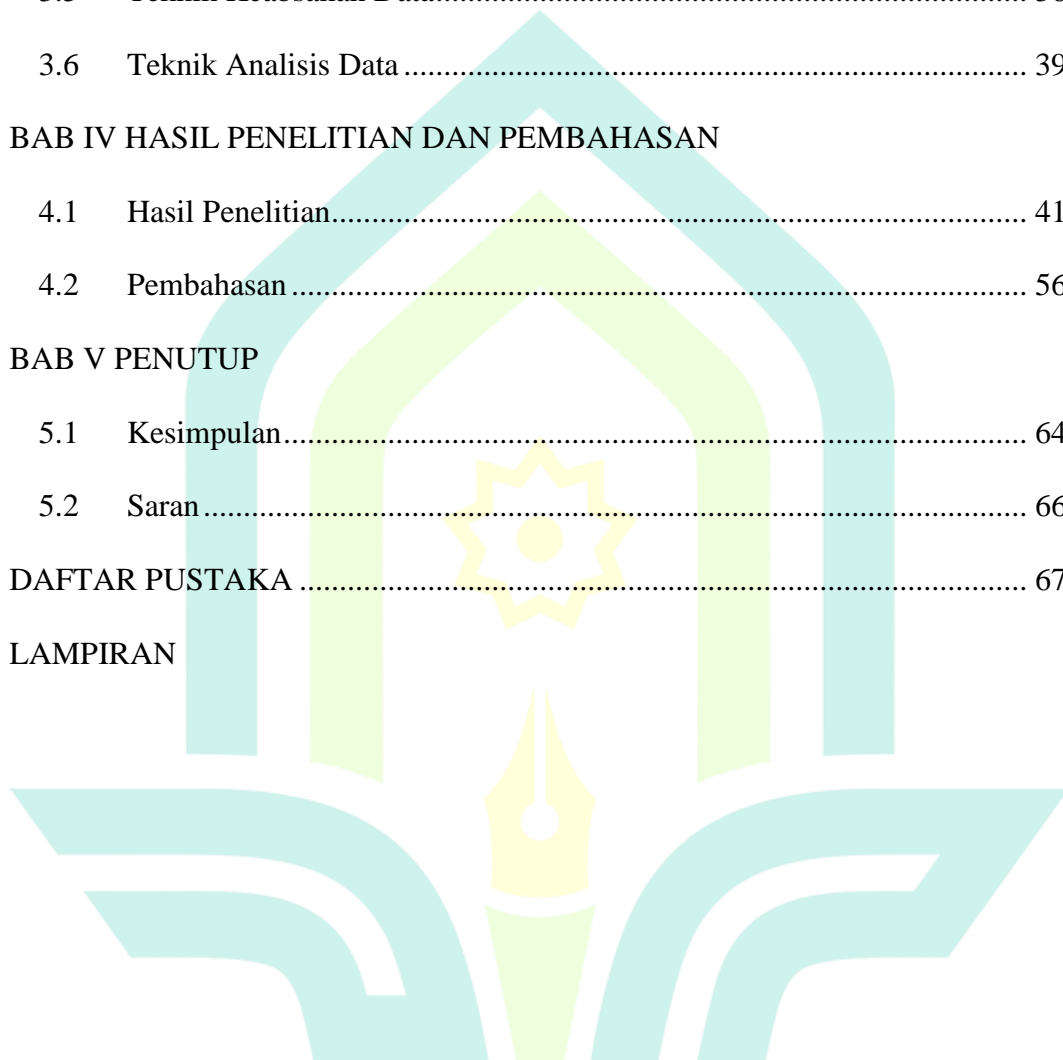 3.6 Teknik Analisis Data .............................................................................. 39
BAB IV HASIL PENELITIAN DAN PEMBAHASAN
4.1 Hasil Penelitian....................................................................................... 41
4.2 Pembahasan ............................................................................................ 56
BAB V PENUTUP
5.1 Kesimpulan............................................................................................. 64
5.2 Saran ....................................................................................................... 66
DAFTAR PUSTAKA ........................................................................................... 67
LAMPIRAN